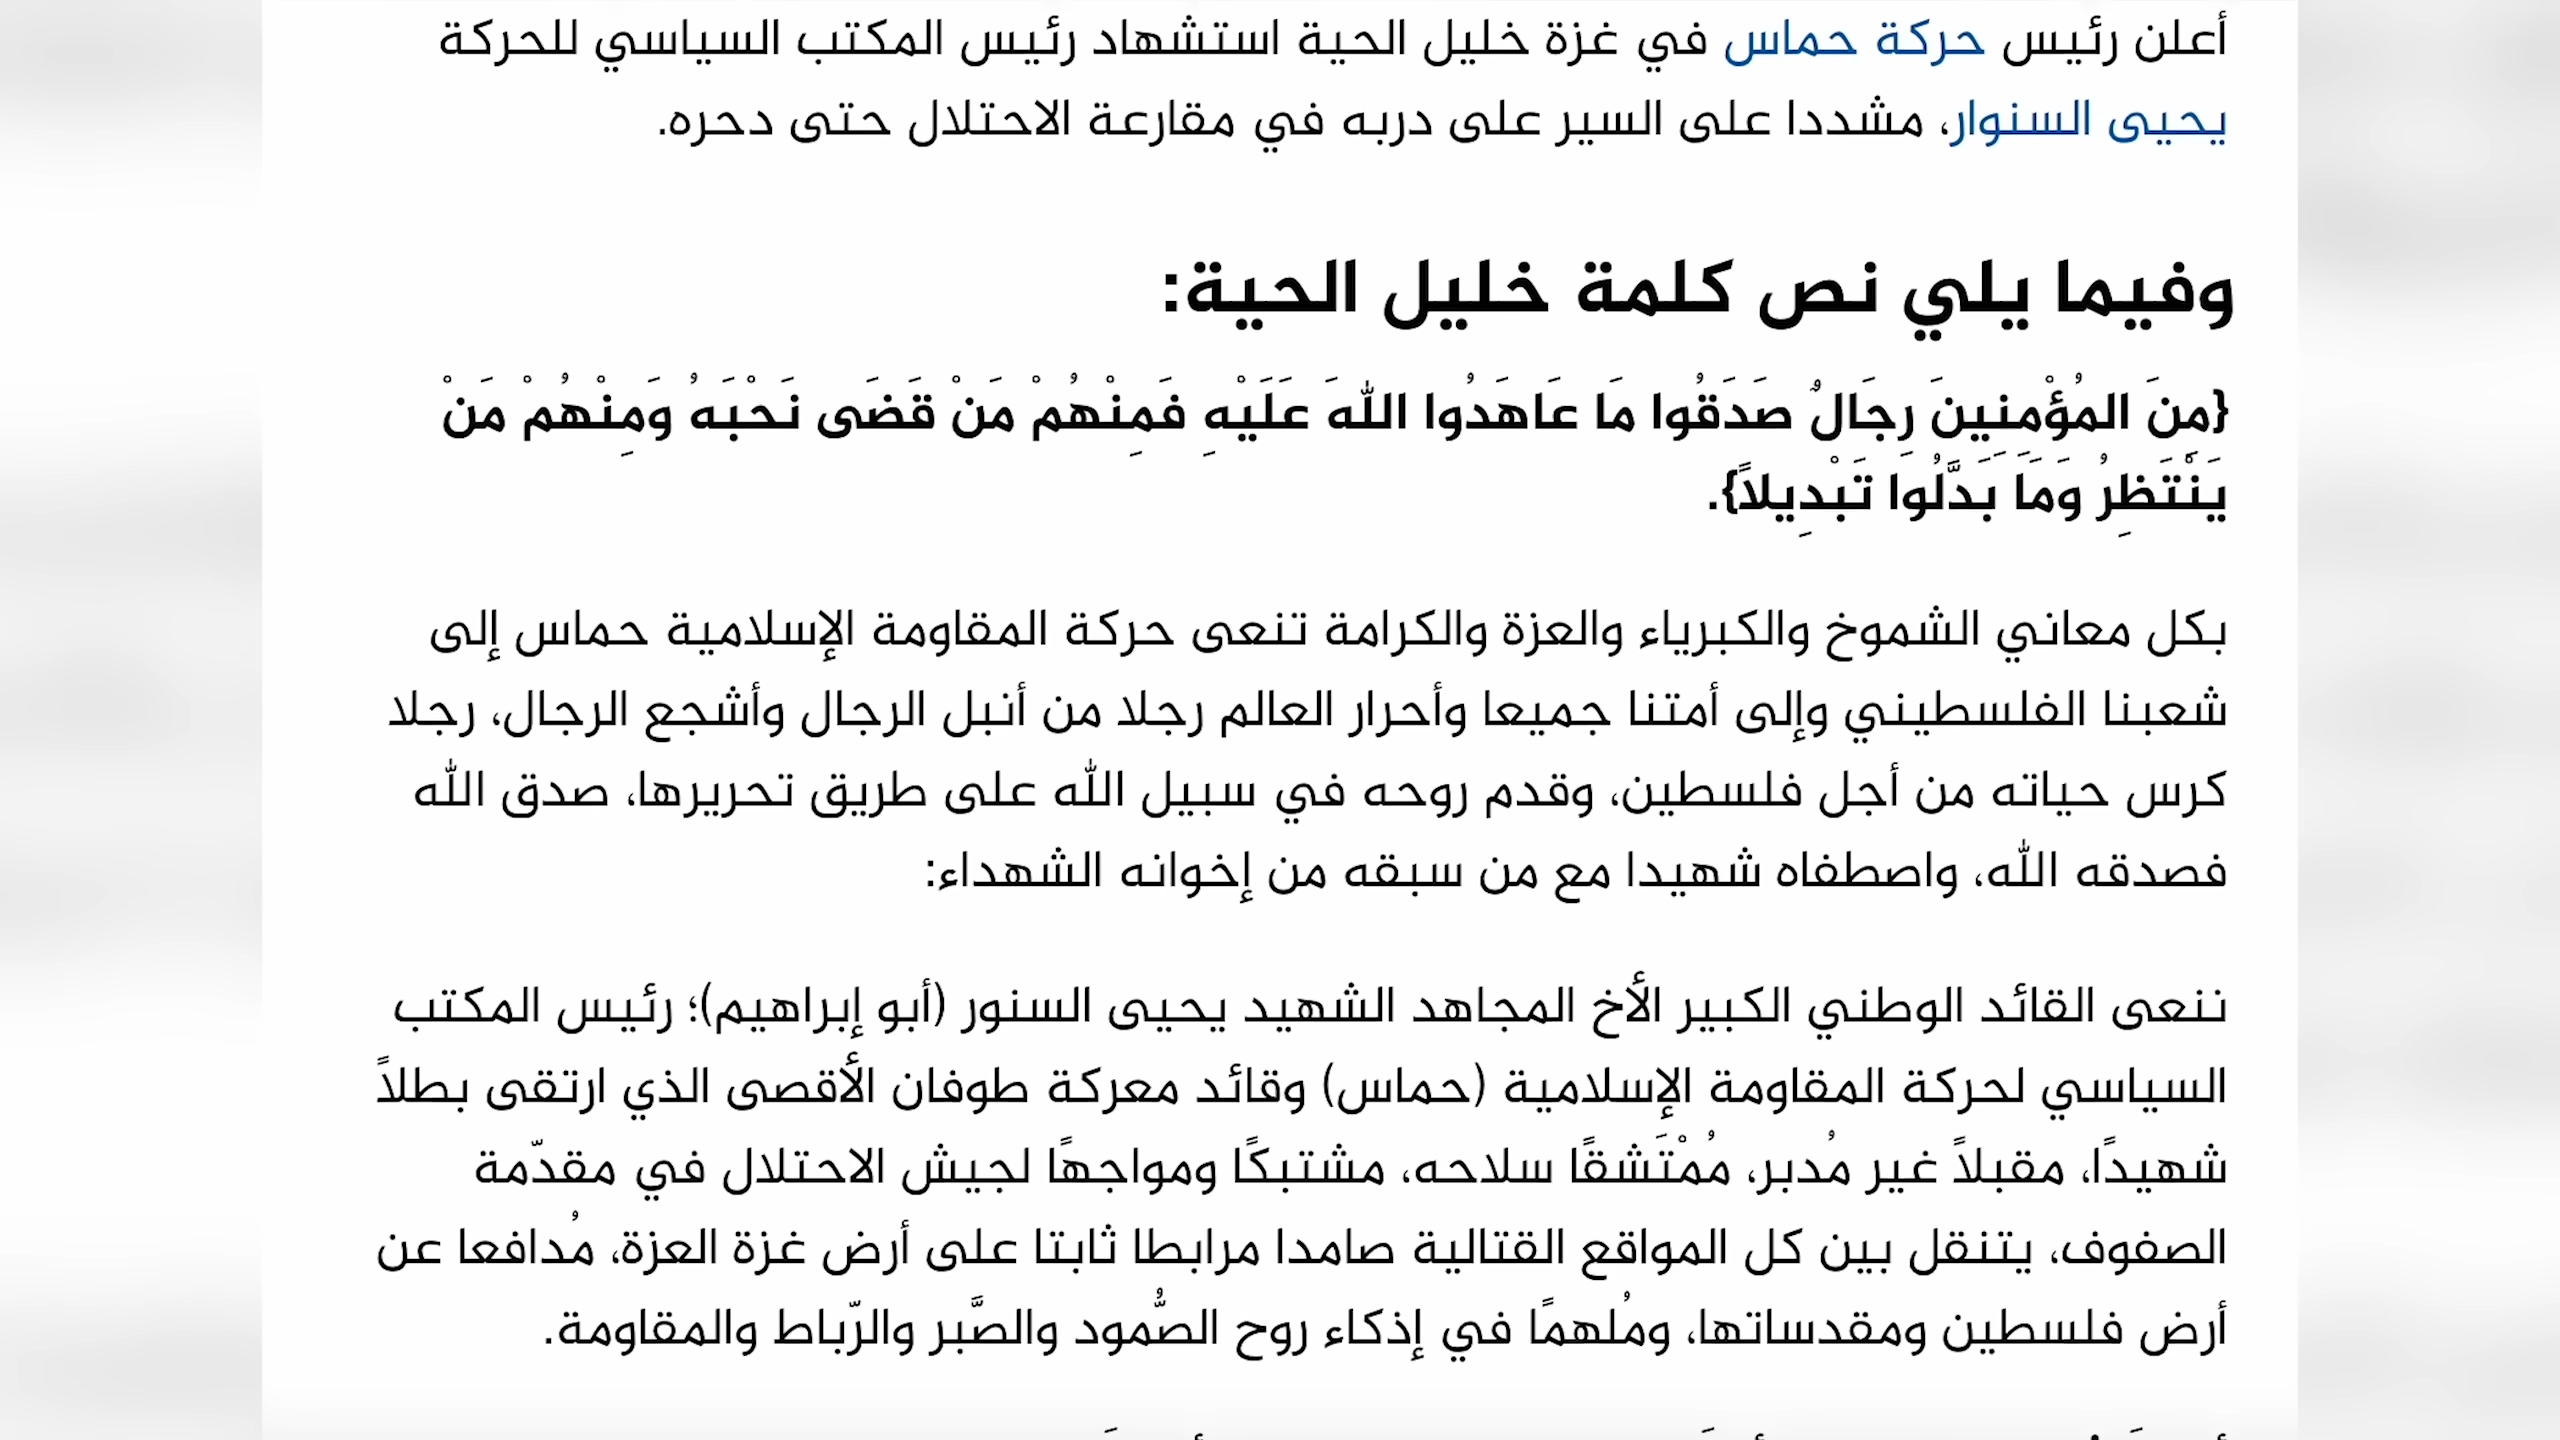 أعلن رئيس حركة حماس في غزة خليل الحية استشهاد رئيس المكتب السياسي للحركة
يحيى السنوار، مشددا على السير على دربه في مقارعة الاحتلال حتى دحره.
وفيما يلي نص كلمة خليل الحية:
{مِنَ المُؤْمِنِينَ رِجَالٌ صَدَقُوا مَا عَاهَدُوا اللهَ عَلَيْهِ فَمِنْهُمْ مَنْ قَضَى نَحْبَهُ وَمِنْهُمْ مَنْ
يَنْتَظِرُ وَمَا بَدَّلُوا تَبْدِيلاً}.
بكل معاني الشموخ والكبرياء والعزة والكرامة تنعى حركة المقاومة الإسلامية حماس إلى
شعبنا الفلسطيني وإلى أمتنا جميعا وأحرار العالم رجلا من أنبل الرجال وأشجع الرجال، رجلا
كرس حياته من أجل فلسطين، وقدم روحه في سبيل الله على طريق تحريرها، صدق الله
فصدقه الله، واصطفاه شهيدا مع من سبقه من إخوانه الشهداء:
ننعى القائد الوطني الكبير الأخ المجاهد الشهيد يحيى السنور (أبو إبراهيم)؛ رئيس المكتب
السياسي لحركة المقاومة الإسلامية (حماس) وقائد معركة طوفان الأقصى الذي ارتقى بطلاً
شهيدًا، مقبلاً غير مُدبر، مُمْتَشقًا سلاحه، مشتبكًا ومواجهًا لجيش الاحتلال في مقدّمة
الصفوف، يتنقل بين كل المواقع القتالية صامدا مرابطا ثابتا على أرض غزة العزة، مُدافعا عن
أرض فلسطين ومقدساتها، ومُلهمًا في إذكاء روح الصُّمود والصَّبر والرّباط والمقاومة.